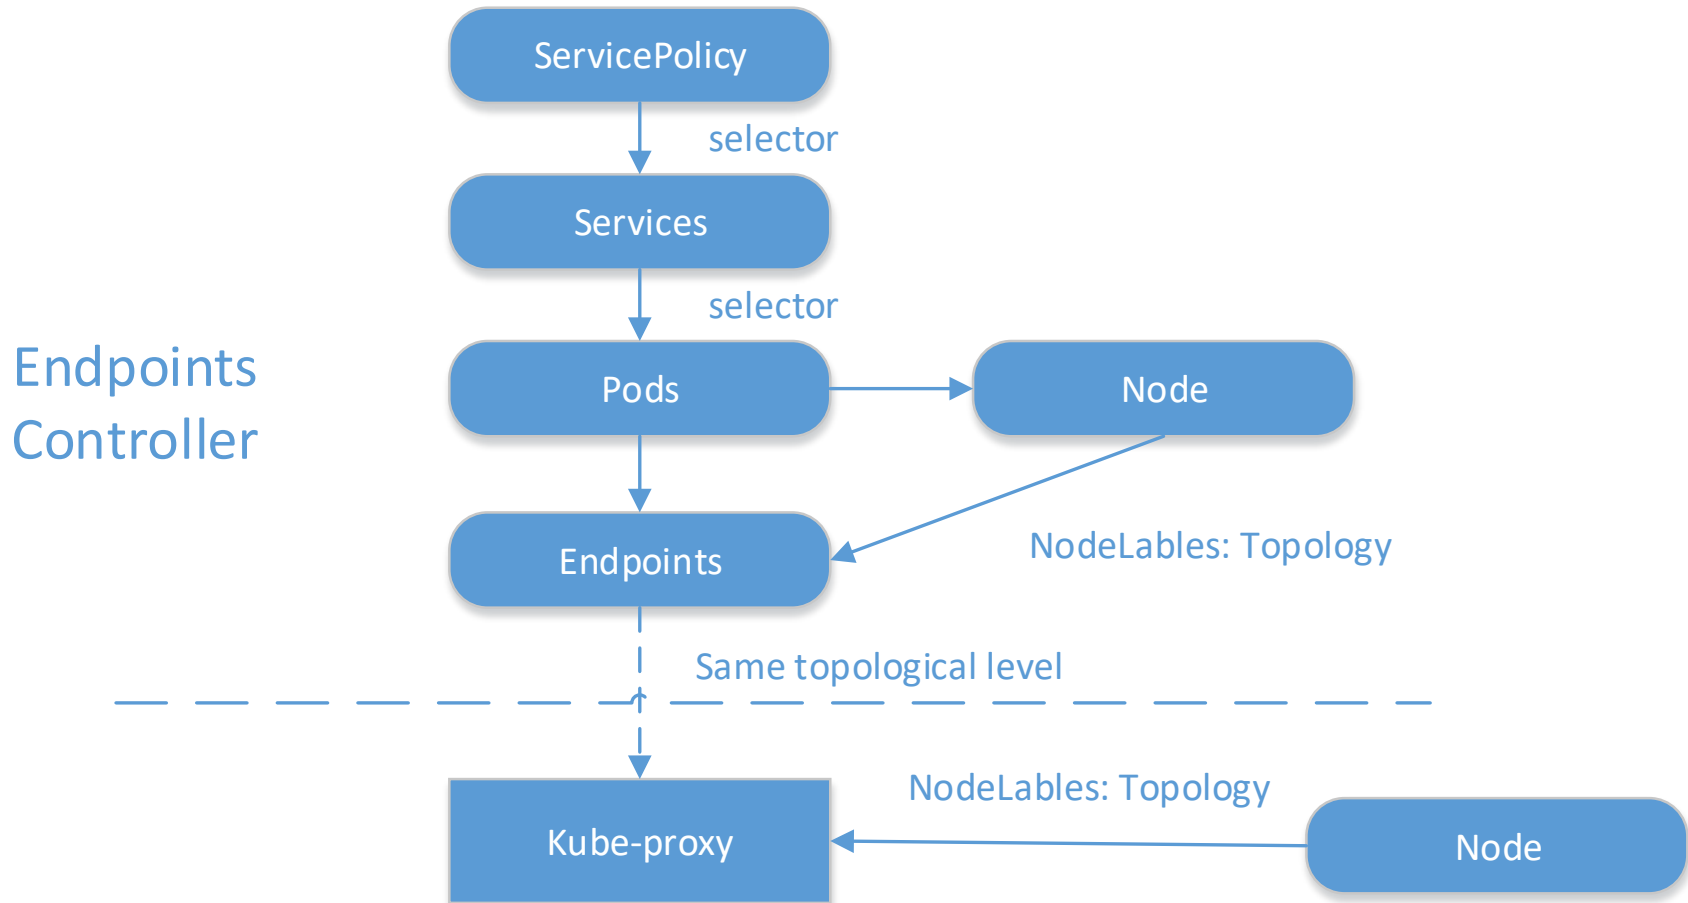 ServicePolicy
selector
Services
selector
Endpoints
Controller
Pods
Node
Endpoints
NodeLables: Topology
Same topological level
NodeLables: Topology
Kube-proxy
Node